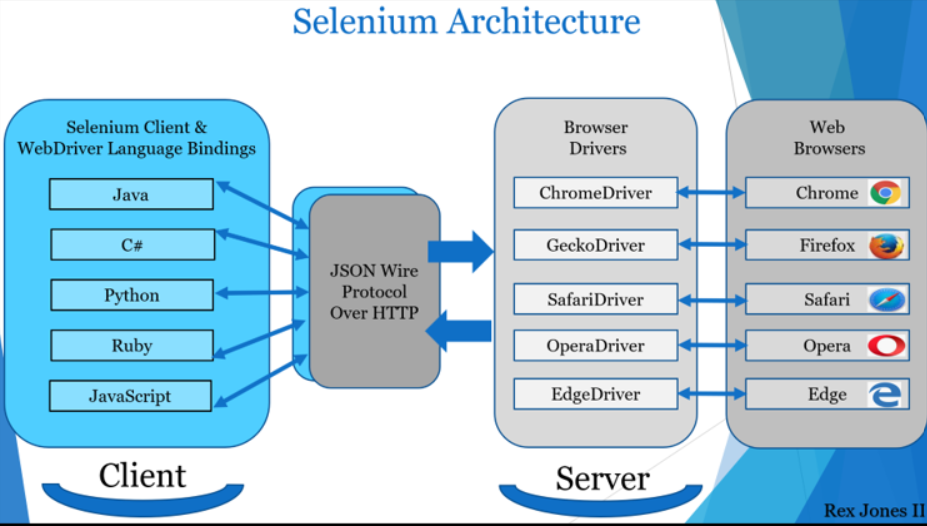 Selenium Architecture
Selenium Client &
WebDriver Language Bindings
Java
C#
Python
Ruby
JavaScript
Client
JSON Wire
Protocol
Over HTTP
Browser
Drivers
ChromeDriver
GeckoDriver
SafariDriver
OperaDriver
EdgeDriver
Server
Web
Browsers
Chrome
Firefox
Safari
Opera
Edge
Rex Jones II